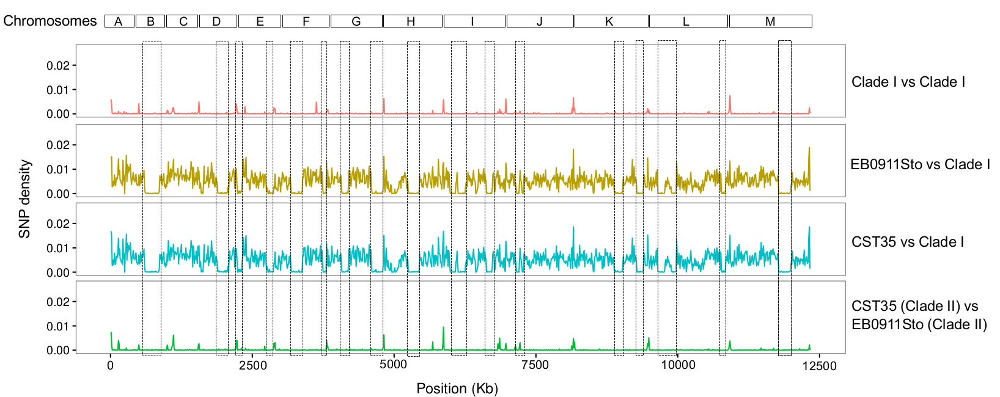 Chromosomes A B C D E F G H I J K L M
SNP density
0.02
0.01
0.00
Clade I vs Clade I
0.02
0.01
0.00
EB0911Sto vs Clade I
0.02
0.01
0.00
CST35 vs Clade I
0.02
0.01
0.00
CST35 (Clade II) vs
EB0911Sto (Clade II)
0 2500 5000 7500 10000 12500
Position (Kb)